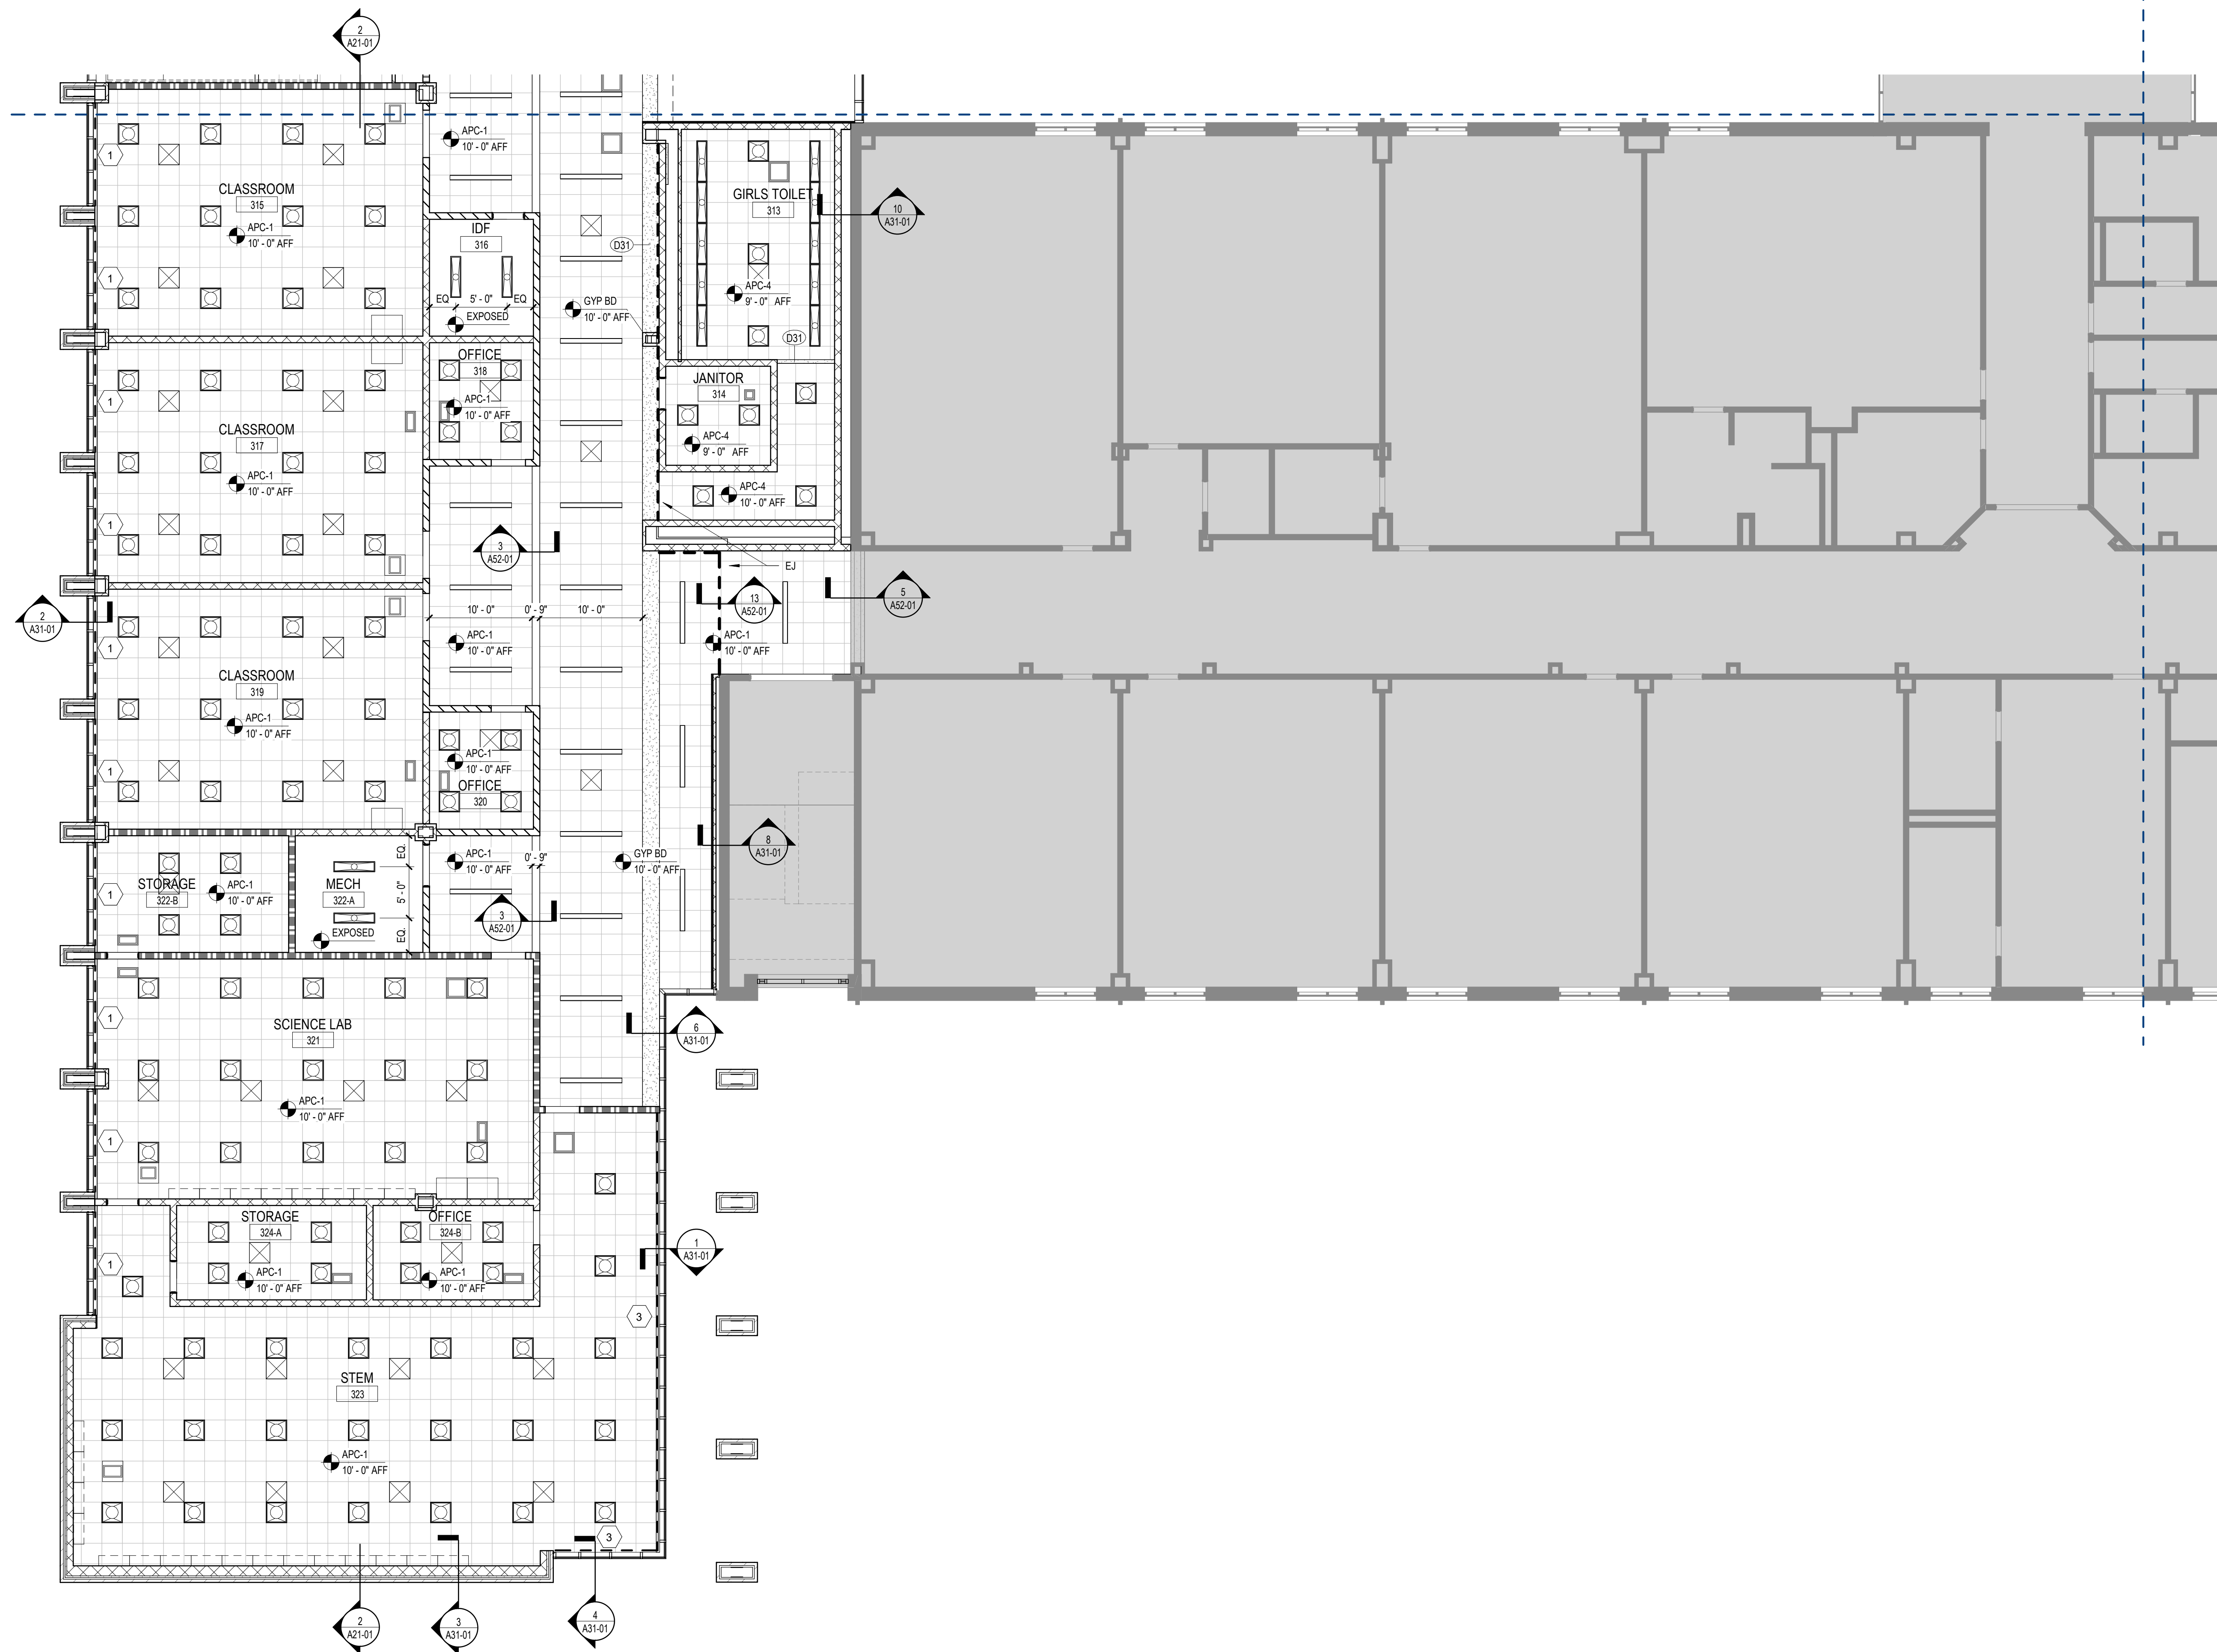 2
A21-01
APC-1
10' - 0" AFF
1
CLASSROOM
315
APC-1
10' - 0" AFF
1
IDF
316
EQ
5' - 0"
EQ
EXPOSED
D31
GYP BD
10' - 0" AFF
GIRLS TOILET
313
10
A31-01
APC-4
9' - 0" AFF
D31
OFFICE
318
APC-1
10' - 0" AFF
JANITOR
314
APC-4
9' - 0" AFF
1
CLASSROOM
317
APC-1
10' - 0" AFF
1
APC-4
10' - 0" AFF
3
A52-01
EJ
13
A52-01
5
A52-01
2
A31-01
10' - 0"
0' - 9"
10' - 0"
APC-1
10' - 0" AFF
APC-1
10' - 0" AFF
1
CLASSROOM
319
APC-1
10' - 0" AFF
1
APC-1
10' - 0" AFF
OFFICE
320
8
A31-01
APC-1
10' - 0" AFF
0' - 9"
GYP BD
10' - 0" AFF
1
STORAGE
322-B
APC-1
10' - 0" AFF
MECH
322-A
EQ.
5' - 0"
EQ.
EXPOSED
3
A52-01
1
SCIENCE LAB
321
APC-1
10' - 0" AFF
1
6
A31-01
STORAGE
324-A
APC-1
10' - 0" AFF
OFFICE
324-B
APC-1
10' - 0" AFF
1
1
A31-01
3
STEM
323
APC-1
10' - 0" AFF
3
2
A21-01
3
A31-01
4
A31-01